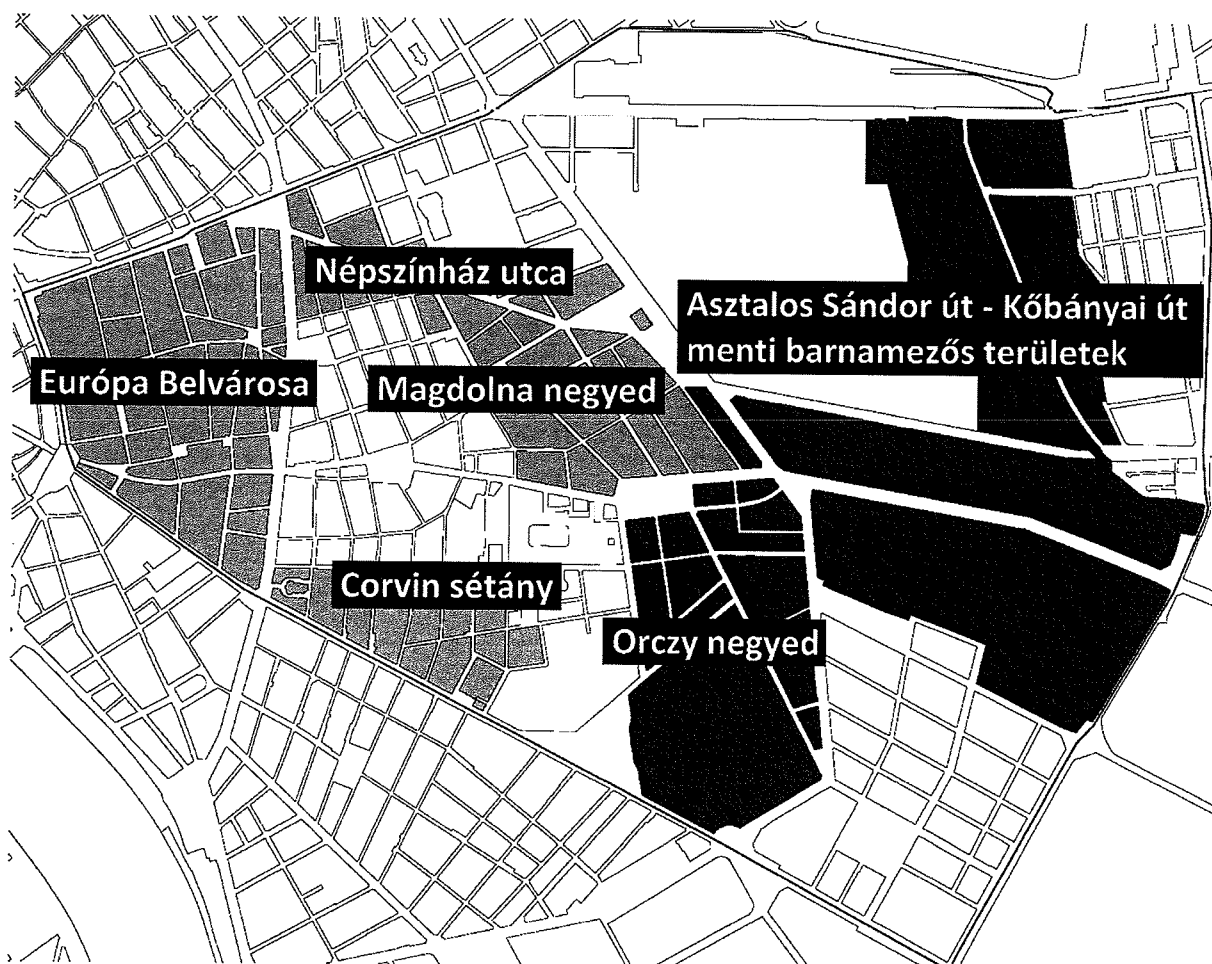 Népszínház utca
Asztalos Sándor út - Kőbányai út
menti barnamezős területek
Európa Belvárosa
Magdolna negyed
Corvin sétány
Orczy negyed